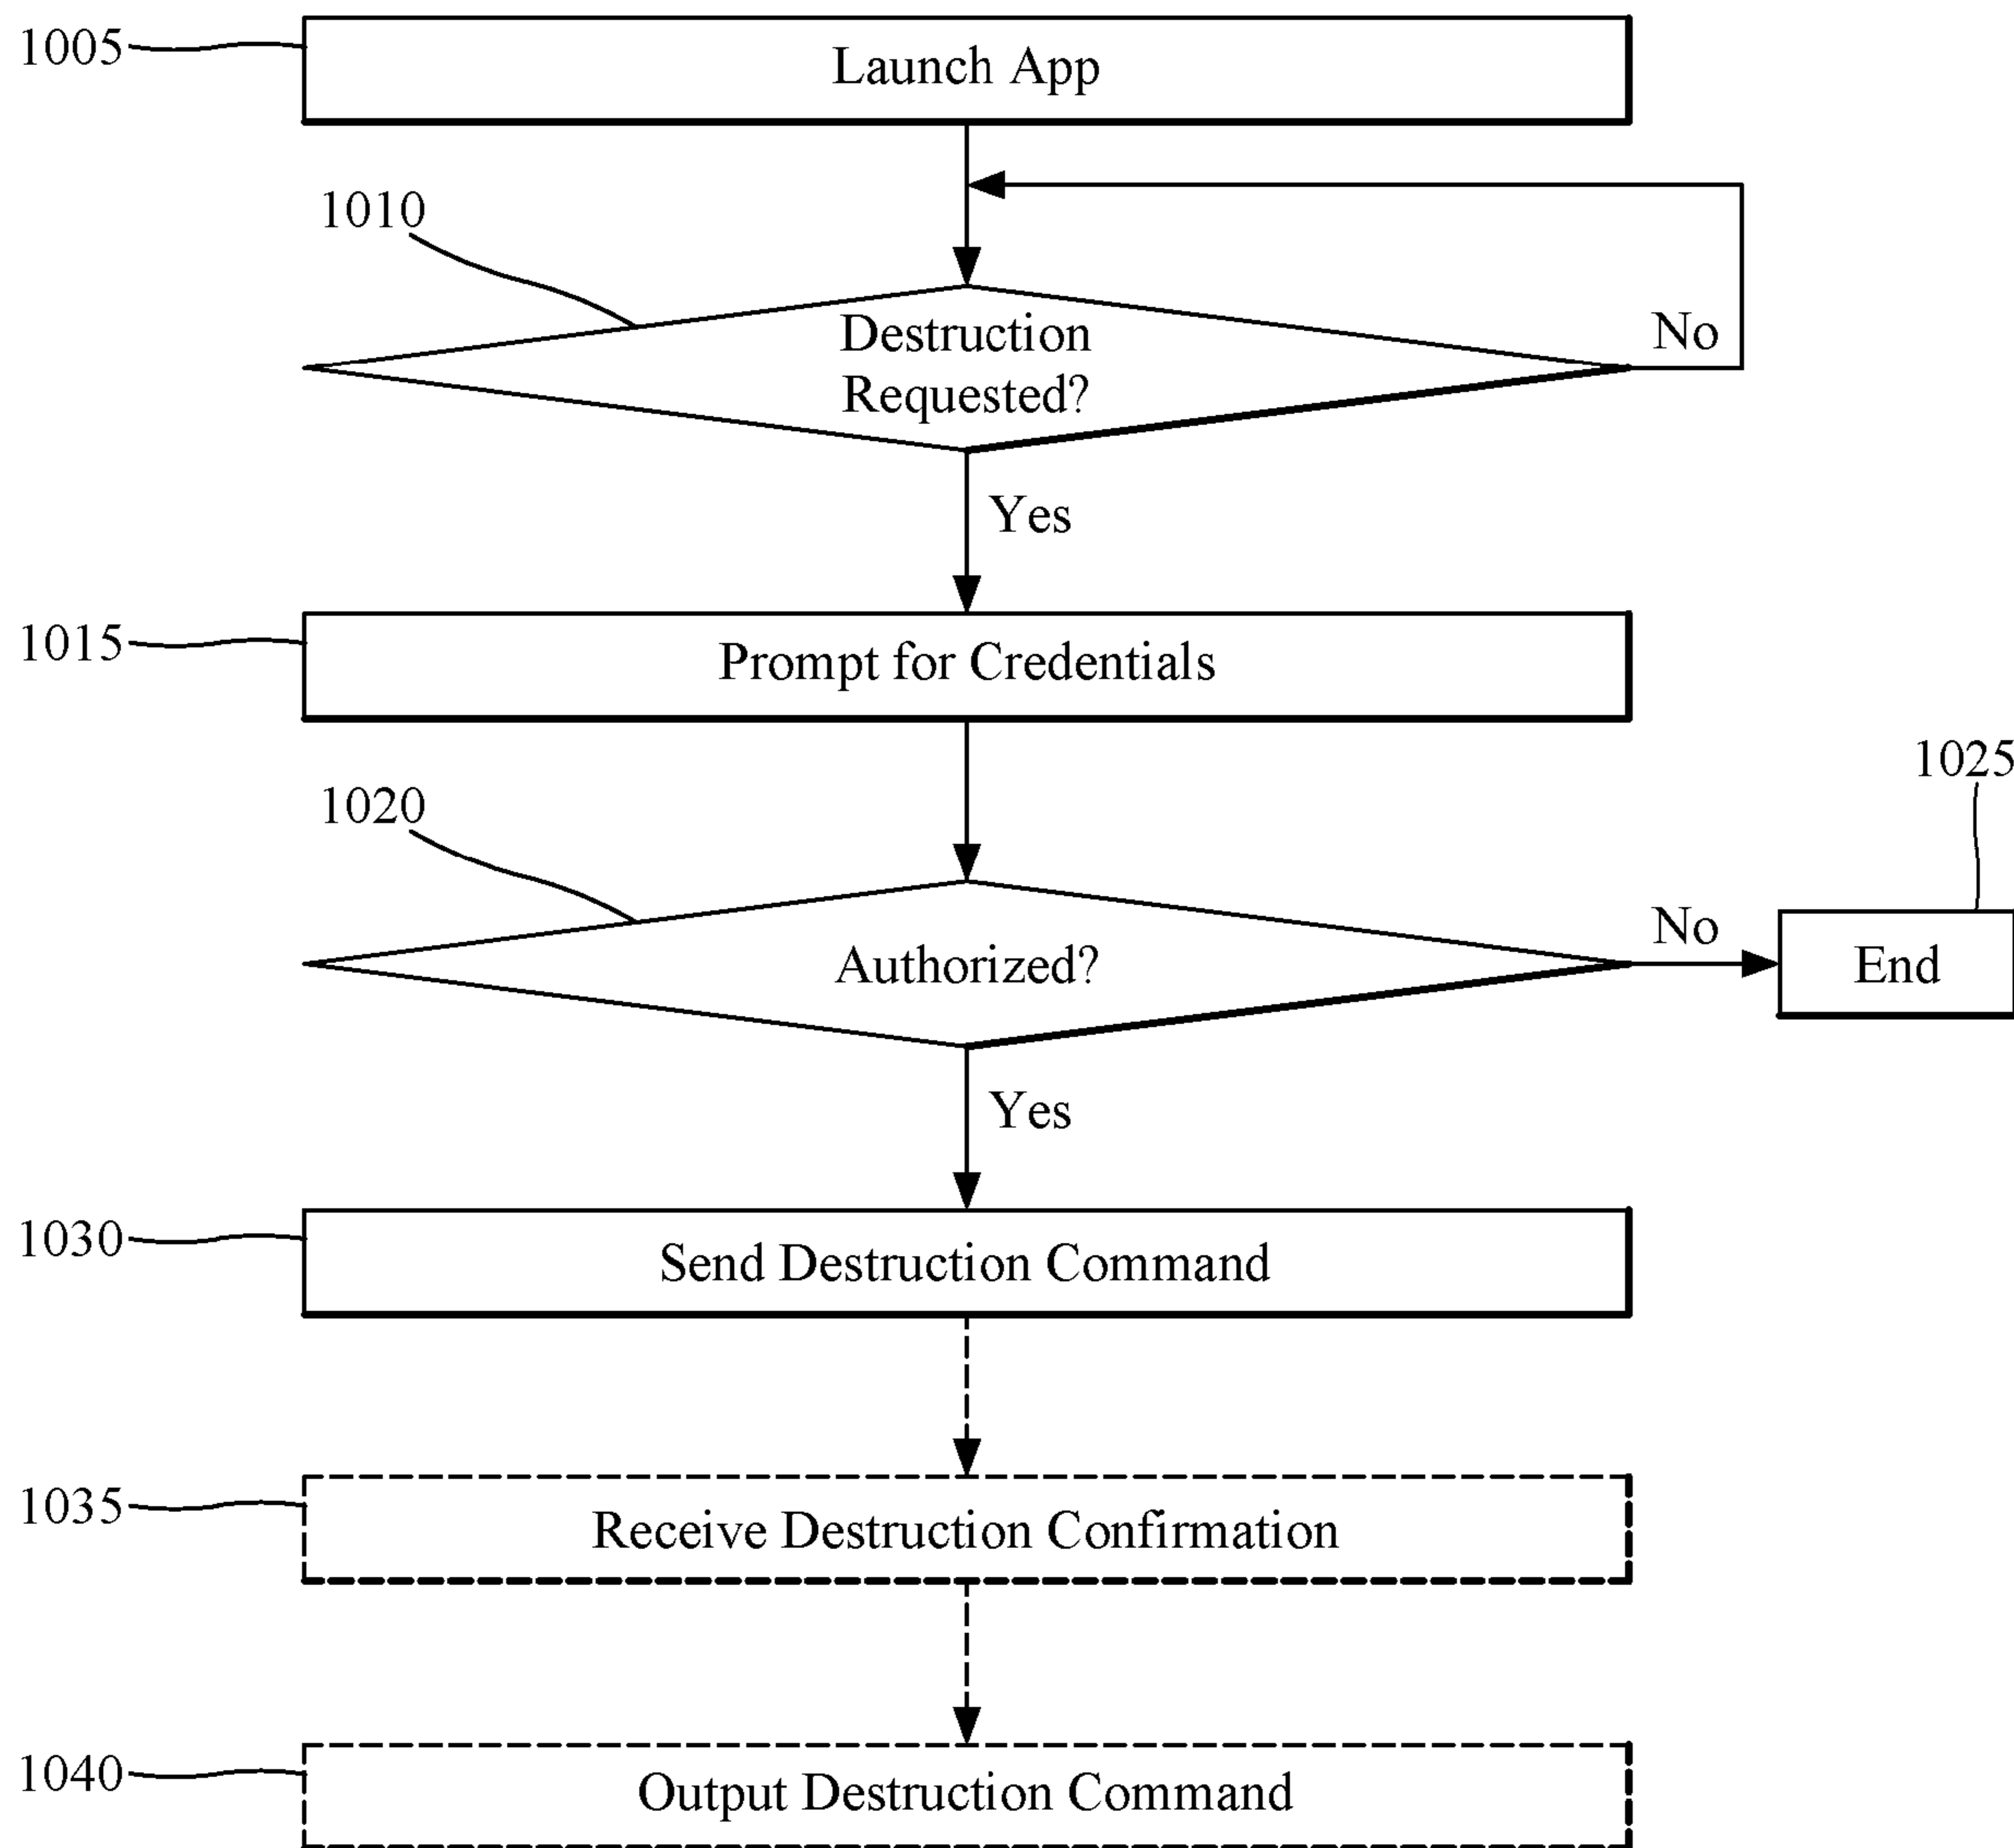 1005
Launch App
1010
Destruction
Requested?
No
Yes
1015
Prompt for Credentials
1020
1025
Authorized?
No
End
Yes
1030
Send Destruction Command
1035
Receive Destruction Confirmation
1040
Output Destruction Command